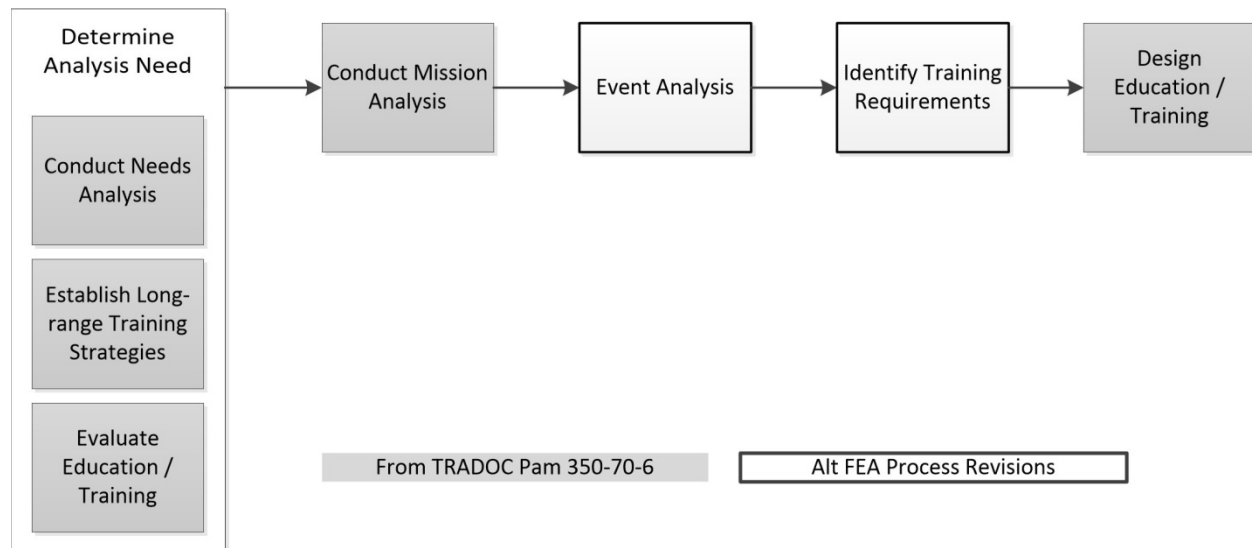 Determine
Analysis Need
Conduct Needs
Analysis
Establish Long-
range Training
Strategies
Evaluate
Education /
Training
Conduct Mission
Analysis
Event Analysis
Identify Training
Requirements
Design
Education /
Training
From TRADOC Pam 350-70-6
Alt FEA Process Revisions